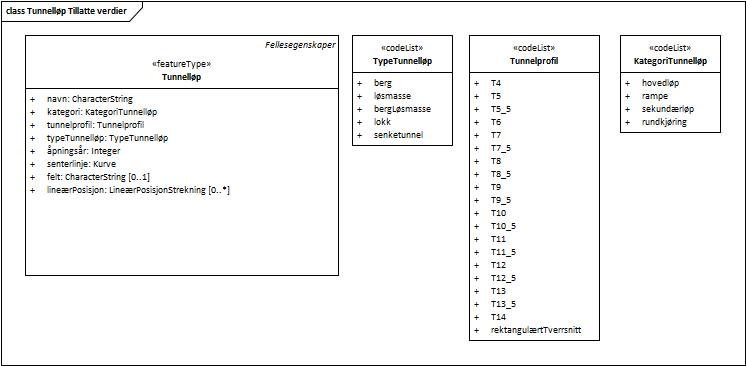 class Tunnelløp Tillatte verdier
Fellesegenskaper
«featureType»
Tunnelløp
+ navn: CharacterString
+ kategori: KategoriTunnelløp
+ tunnelprofil: Tunnelprofil
+ typeTunnelløp: TypeTunnelløp
+ åpningsår: Integer
+ senterlinje: Kurve
+ felt: CharacterString [0..1]
+ lineærPosisjon: LineærPosisjonStrekning [0..*]
«codeList»
TypeTunnelløp
+ berg
+ løsmasse
+ bergLøsmasse
+ lokk
+ senketunnel
«codeList»
Tunnelprofil
+ T4
+ T5
+ T5_5
+ T6
+ T7
+ T7_5
+ T8
+ T8_5
+ T9
+ T9_5
+ T10
+ T10_5
+ T11
+ T11_5
+ T12
+ T12_5
+ T13
+ T13_5
+ T14
+ rektangulærtTverrsnitt
«codeList»
KategoriTunnelløp
+ hovedløp
+ rampe
+ sekundærløp
+ rundkjøring